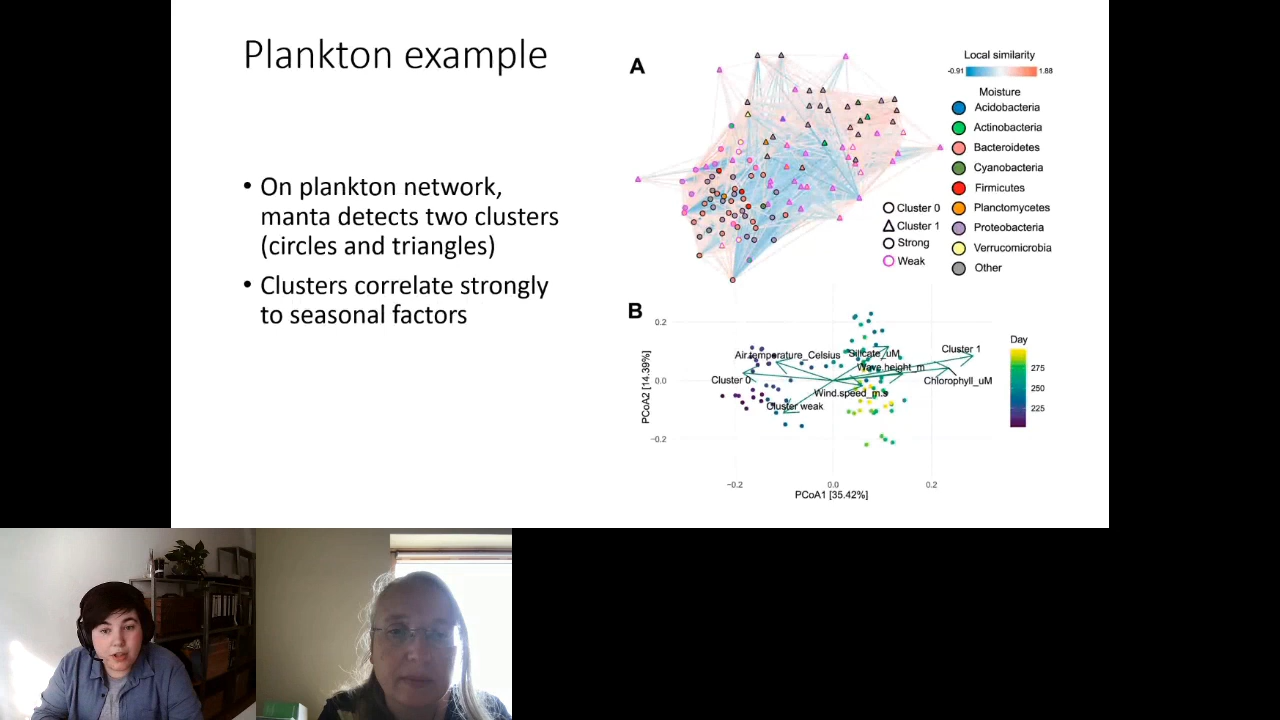 Plankton example
• On plankton network,
manta detects two clusters
(circles and triangles)
• Clusters correlate strongly
to seasonal factors
A
Local similarity
-0.91 1.88
Moisture
Acidobacteria
Actinobacteria
Bacteroidetes
Cyanobacteria
Firmicutes
Planctomycetes
Proteobacteria
Verrucomicrobia
Other
Cluster 0
Cluster 1
Strong
Weak
B
PCoA2 [14.39%]
0.2
0.0
−0.2
Air.temperature_Celsius
Silicate_uM
Cluster 1
Wave.height_m
Cluster 0
Chlorophyll_uM
Wind.speed_m.s
Cluster weak
−0.2 0.0 0.2
PCoA1 [35.42%]
Day
275
250
225